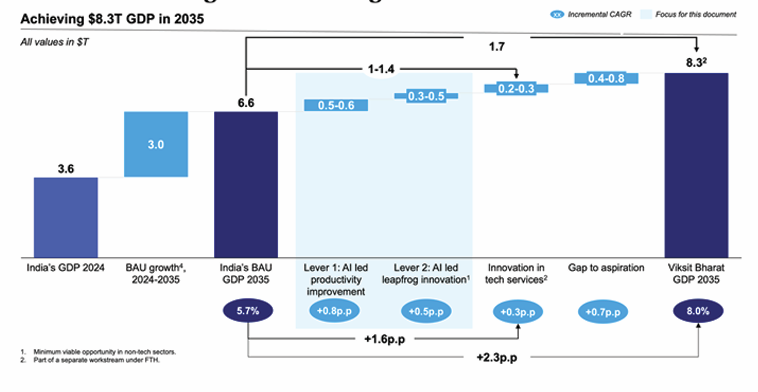 Achieving $8.3T GDP in 2035
xx Incremental CAGR
Focus for this document
All values in $T
1.7
8.3²
1-1.4
6.6
0.5-0.6
0.3-0.5
0.2-0.3
0.4-0.8
3.0
3.6
India's GDP 2024
BAU growth⁴,
2024-2035
India's BAU
GDP 2035
Lever 1: AI led
productivity
improvement
Lever 2: AI led
leapfrog innovation¹
Innovation in
tech services²
Gap to aspiration
Viksit Bharat
GDP 2035
5.7%
+0.8p.p
+0.5p.p
+0.3p.p
+0.7p.p
8.0%
+1.6p.p
+2.3p.p
1. Minimum viable opportunity in non-tech sectors.
2. Part of a separate workstream under FTH.